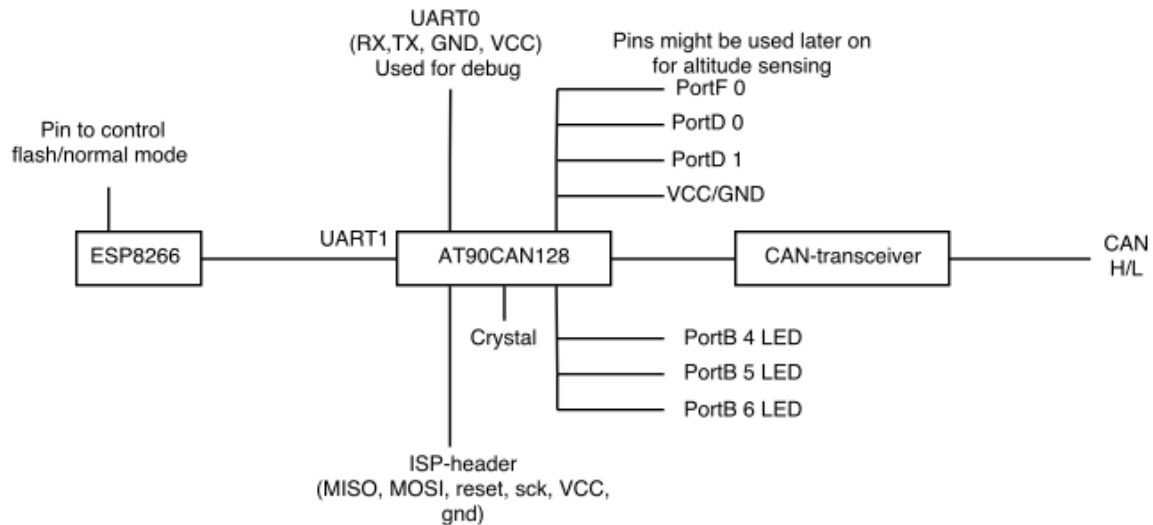 UART0
(RX,TX, GND, VCC)
Used for debug
Pins might be used later on
for altitude sensing
PortF 0
PortD 0
PortD 1
VCC/GND
Pin to control
flash/normal mode
ESP8266
UART1
AT90CAN128
CAN-transceiver
CAN
H/L
Crystal
PortB 4 LED
PortB 5 LED
PortB 6 LED
ISP-header
(MISO, MOSI, reset, sck, VCC,
gnd)